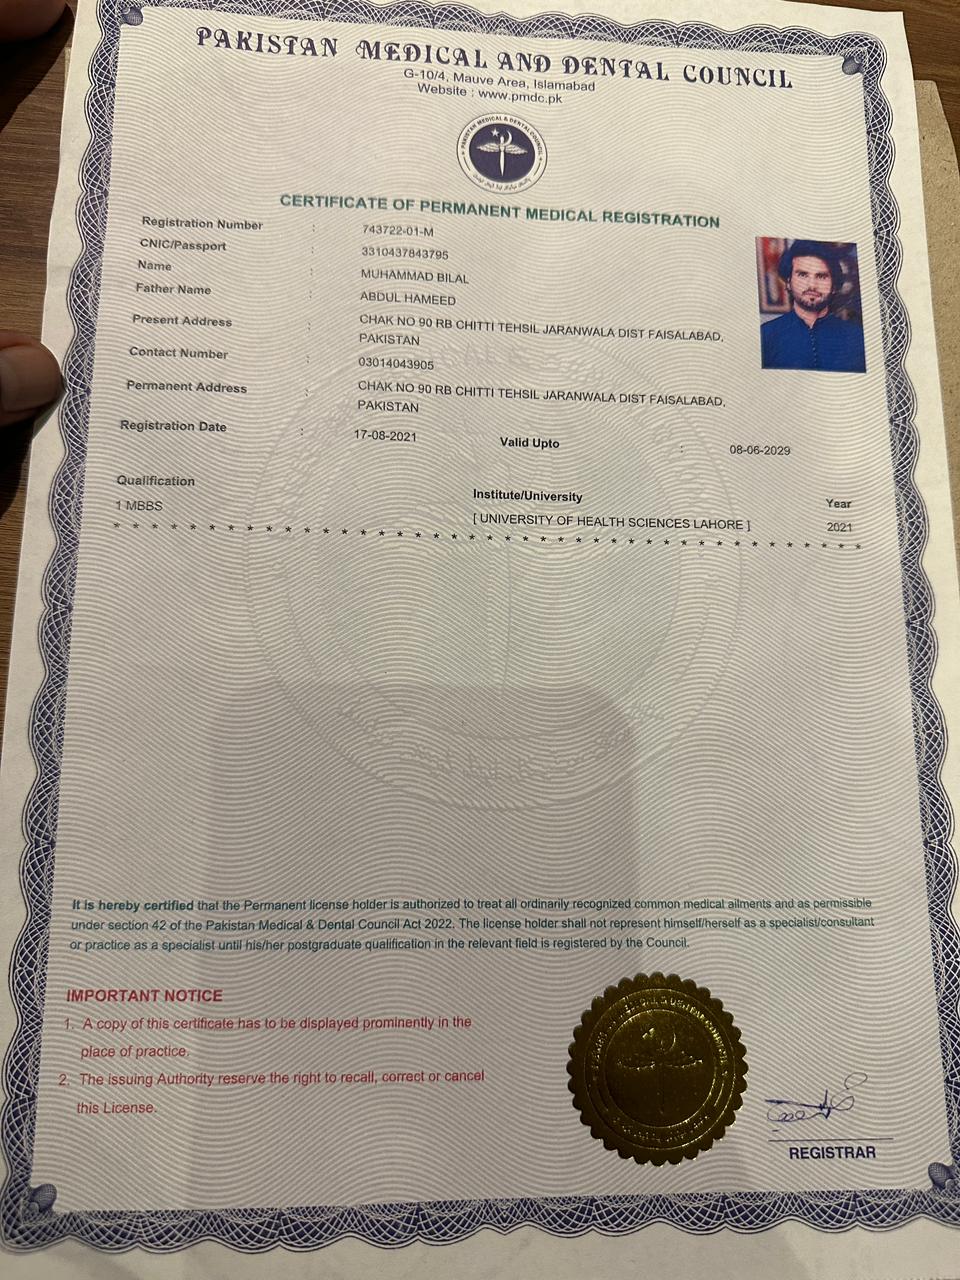 PAKISTAN MEDICAL AND DENTAL COUNCIL
G-10/4, Mauve Area, Islamabad
Website : www.pmdc.pk
PAKISTAN MEDICAL & DENTAL COUNCIL
CERTIFICATE OF PERMANENT MEDICAL REGISTRATION
Registration Number : 743722-01-M
CNIC/Passport : 3310437843795
Name : MUHAMMAD BILAL
Father Name : ABDUL HAMEED
Present Address : CHAK NO 90 RB CHITTI TEHSIL JARANWALA DIST FAISALABAD,
PAKISTAN
Contact Number : 03014043905
Permanent Address : CHAK NO 90 RB CHITTI TEHSIL JARANWALA DIST FAISALABAD,
PAKISTAN
Registration Date : 17-08-2021 Valid Upto : 08-06-2029
Qualification Institute/University Year
1 MBBS [ UNIVERSITY OF HEALTH SCIENCES LAHORE ] 2021
It is hereby certified that the Permanent license holder is authorized to treat all ordinarily recognized common medical ailments and as permissible
under section 42 of the Pakistan Medical & Dental Council Act 2022. The license holder shall not represent himself/herself as a specialist/consultant
or practice as a specialist until his/her postgraduate qualification in the relevant field is registered by the Council.
IMPORTANT NOTICE
1. A copy of this certificate has to be displayed prominently in the
place of practice.
2. The issuing Authority reserve the right to recall, correct or cancel
this License.
REGISTRAR